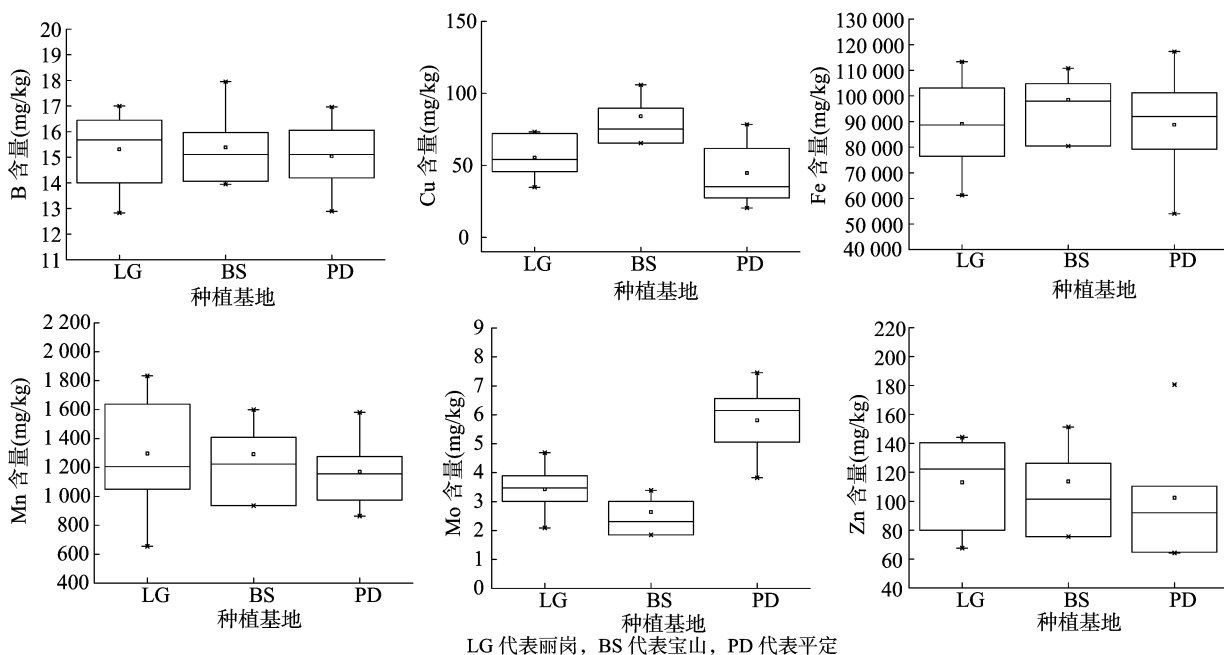 B 含量(mg/kg)
20
19
18
17
16
15
14
13
12
11
LG BS PD
种植基地
Cu 含量(mg/kg)
150
100
50
0
LG BS PD
种植基地
Fe 含量(mg/kg)
130 000
120 000
110 000
100 000
90 000
80 000
70 000
60 000
50 000
40 000
LG BS PD
种植基地
Mn 含量(mg/kg)
2 200
2 000
1 800
1 600
1 400
1 200
1 000
800
600
400
LG BS PD
种植基地
Mo 含量(mg/kg)
9
8
7
6
5
4
3
2
1
0
LG BS PD
种植基地
Zn 含量(mg/kg)
220
200
180
160
140
120
100
80
60
40
LG BS PD
种植基地
LG 代表丽岗，BS 代表宝山，PD 代表平定